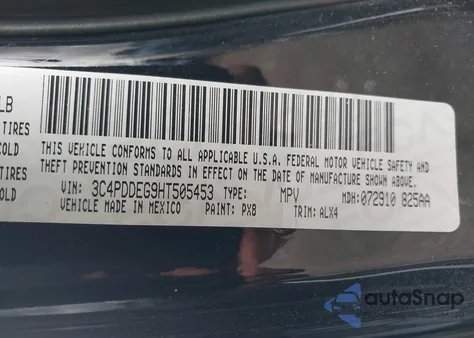 LB
TIRES
COLD
TIRES
COLD
THIS VEHICLE CONFORMS TO ALL APPLICABLE U.S.A. FEDERAL MOTOR VEHICLE SAFETY AND
THEFT PREVENTION STANDARDS IN EFFECT ON THE DATE OF MANUFACTURE SHOWN ABOVE.
VIN: 3C4PDDEG9HT505453 TYPE: MPV MDH: 072910 825AA
VEHICLE MADE IN MEXICO PAINT: PX8 TRIM: ALX4
autoSnap